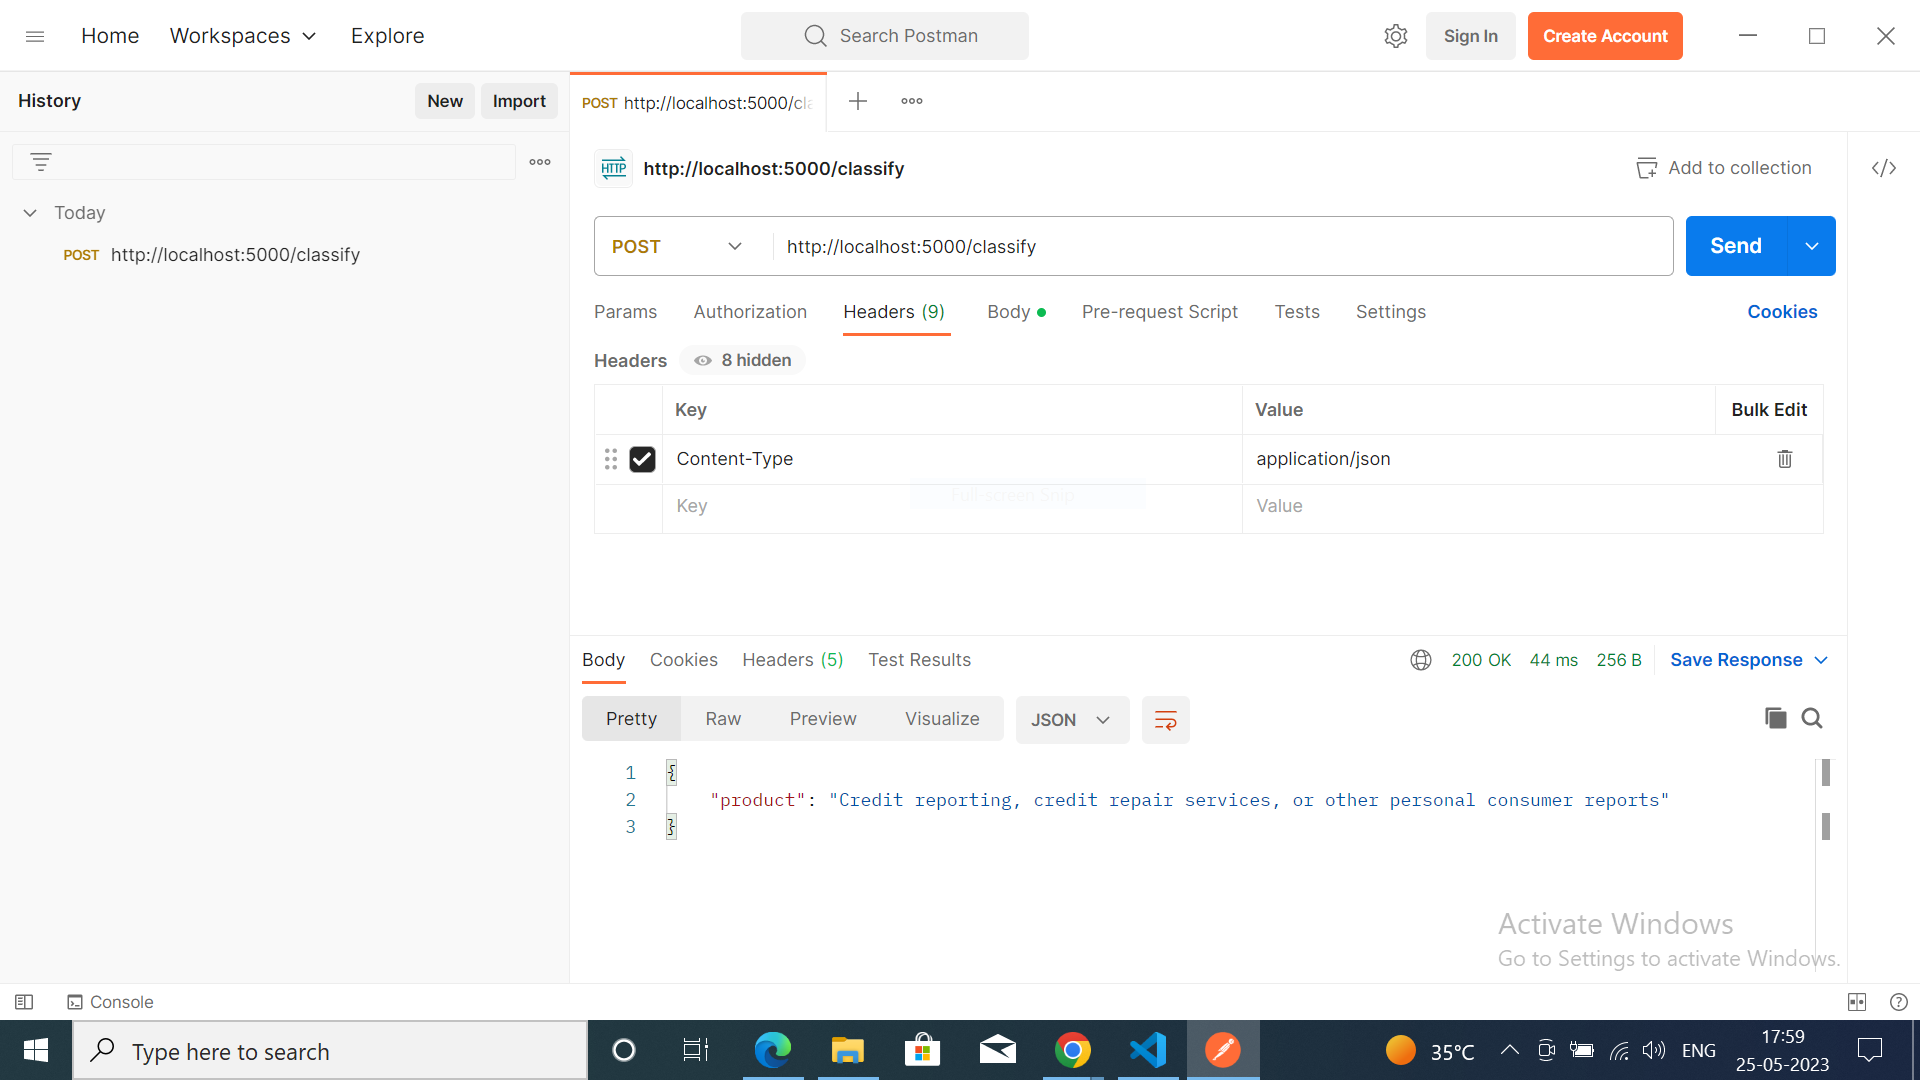 Home Workspaces Explore Search Postman Sign In Create Account
History New Import POST http://localhost:5000/cla
HTTP http://localhost:5000/classify Add to collection
Today
POST http://localhost:5000/classify
POST http://localhost:5000/classify Send
Params Authorization Headers (9) Body Pre-request Script Tests Settings Cookies
Headers 8 hidden
Key Value Bulk Edit
Content-Type application/json
Full-screen Snip
Key Value
Body Cookies Headers (5) Test Results 200 OK 44 ms 256 B Save Response
Pretty Raw Preview Visualize JSON
1 {
2 "product": "Credit reporting, credit repair services, or other personal consumer reports"
3 }
Activate Windows
Go to Settings to activate Windows.
Console
Type here to search 35°C ENG 17:59
25-05-2023